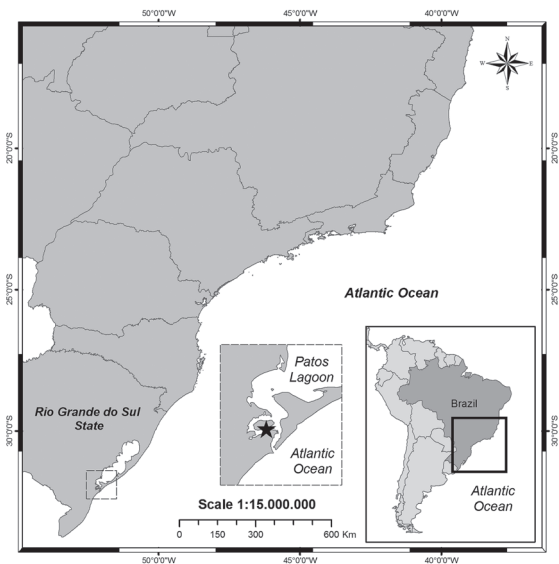 50°0'0"W 45°0'0"W 40°0'0"W
N
W E
S
20°0'0"S 20°0'0"S
25°0'0"S 25°0'0"S
30°0'0"S 30°0'0"S
Atlantic Ocean
Patos
Lagoon
Atlantic
Ocean
Rio Grande do Sul
State
Brazil
Atlantic
Ocean
Scale 1:15.000.000
0 150 300 600 Km
50°0'0"W 45°0'0"W 40°0'0"W